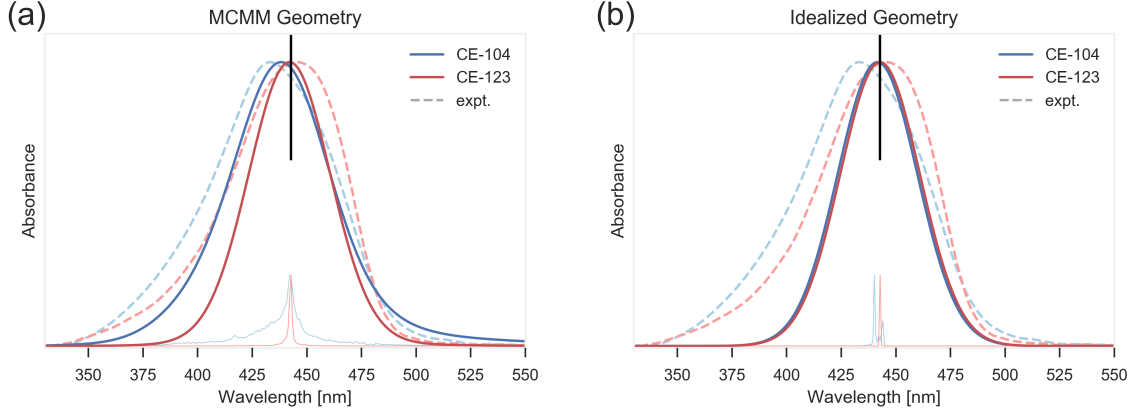 (a)
MCMM Geometry
CE-104
CE-123
expt.
Absorbance
350 375 400 425 450 475 500 525 550
Wavelength [nm]
(b)
Idealized Geometry
CE-104
CE-123
expt.
Absorbance
350 375 400 425 450 475 500 525 550
Wavelength [nm]